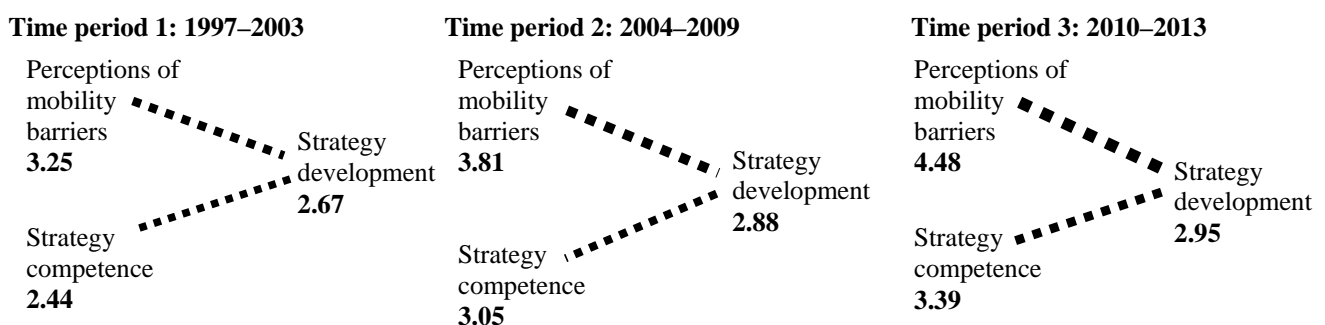 Time period 1: 1997–2003
Perceptions of
mobility
barriers
3.25
Strategy
development
2.67
Strategy
competence
2.44
Time period 2: 2004–2009
Perceptions of
mobility
barriers
3.81
Strategy
development
2.88
Strategy
competence
3.05
Time period 3: 2010–2013
Perceptions of
mobility
barriers
4.48
Strategy
development
2.95
Strategy
competence
3.39